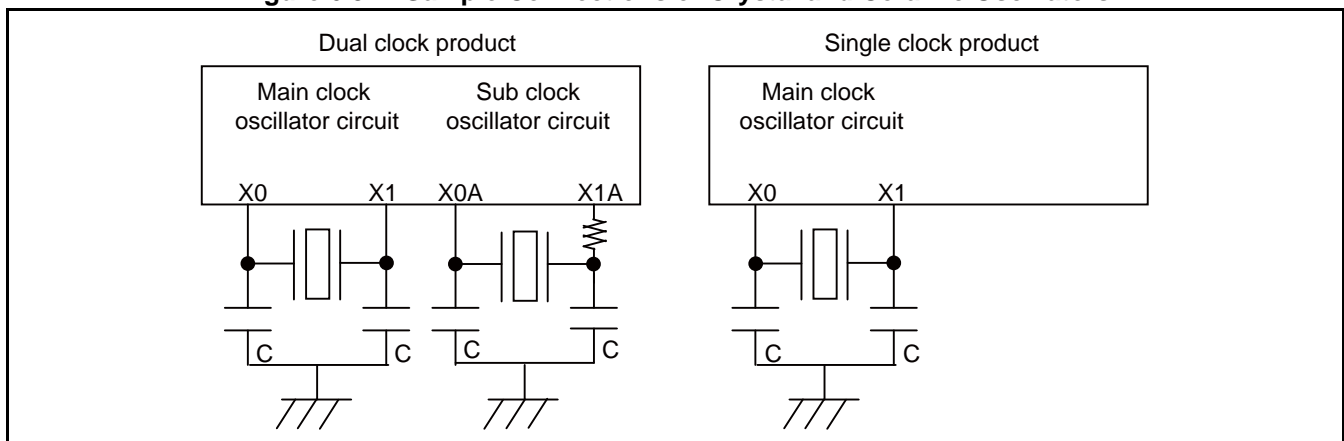 Dual clock product
Single clock product
Main clock
oscillator circuit
Sub clock
oscillator circuit
Main clock
oscillator circuit
X0
X1
X0A
X1A
X0
X1
C
C
C
C
C
C